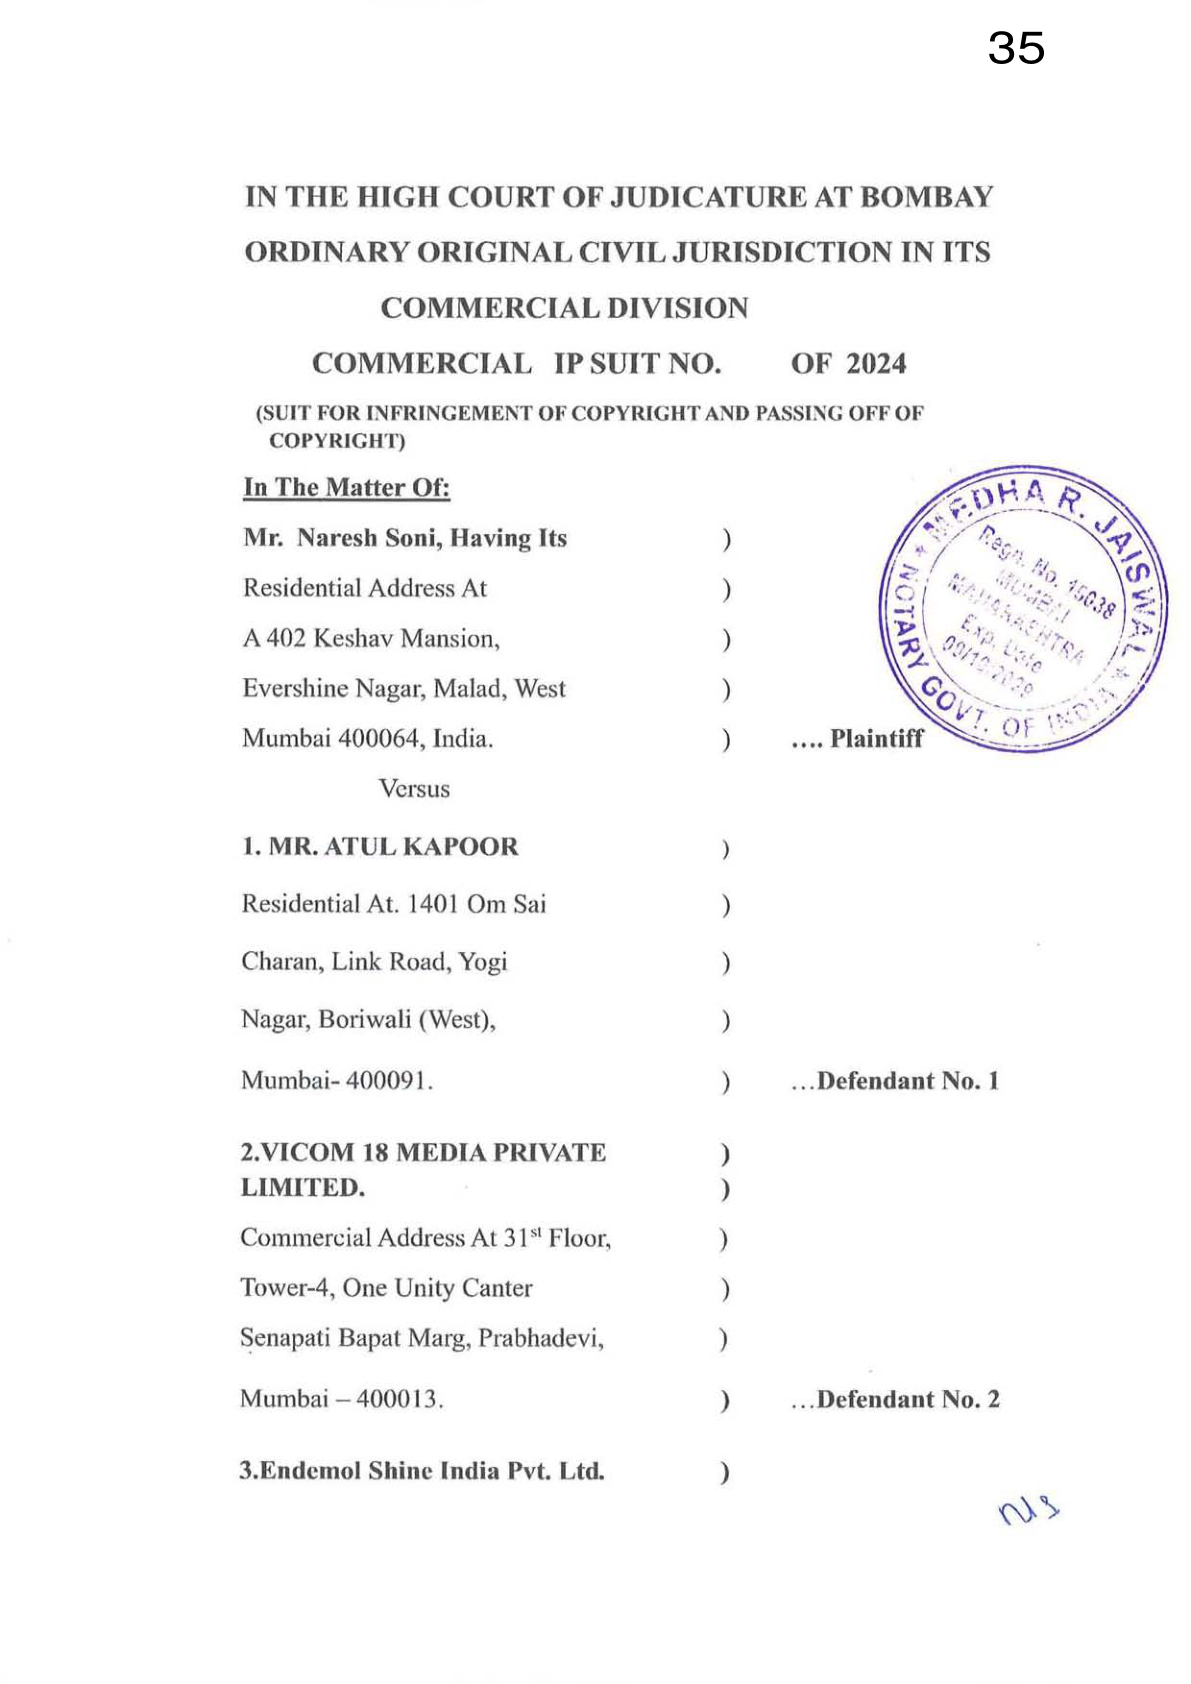 35
IN THE HIGH COURT OF JUDICATURE AT BOMBAY
ORDINARY ORIGINAL CIVIL JURISDICTION IN ITS
COMMERCIAL DIVISION
COMMERCIAL IP SUIT NO. OF 2024
(SUIT FOR INFRINGEMENT OF COPYRIGHT AND PASSING OFF OF
COPYRIGHT)
In The Matter Of:
Mr. Naresh Soni, Having Its )
Residential Address At )
A 402 Keshav Mansion, )
Evershine Nagar, Malad, West )
Mumbai 400064, India. ) .... Plaintiff
MEDHA R. JAISWAL
NOTARY GOVT. OF INDIA
Regn. No. 15038
MUMBAI
MAHARASHTRA
Exp. Date
Versus
1. MR. ATUL KAPOOR )
Residential At. 1401 Om Sai )
Charan, Link Road, Yogi )
Nagar, Boriwali (West), )
Mumbai- 400091. ) ...Defendant No. 1
2.VICOM 18 MEDIA PRIVATE )
LIMITED. )
Commercial Address At 31st Floor, )
Tower-4, One Unity Canter )
Senapati Bapat Marg, Prabhadevi, )
Mumbai – 400013. ) ...Defendant No. 2
3.Endemol Shine India Pvt. Ltd. )